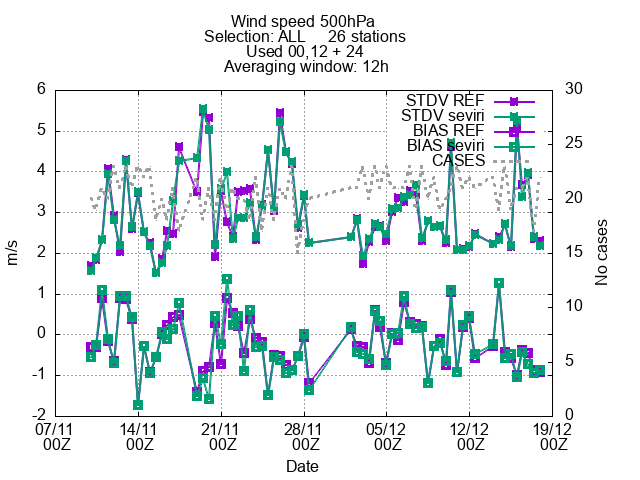 Wind speed 500hPa
Selection: ALL 26 stations
Used 00,12 + 24
Averaging window: 12h
6
5
4
3
2
1
0
-1
-2
m/s
30
25
20
15
10
5
0
No cases
STDV REF
STDV seviri
BIAS REF
BIAS seviri
CASES
07/11 14/11 21/11 28/11 05/12 12/12 19/12
00Z 00Z 00Z 00Z 00Z 00Z 00Z
Date